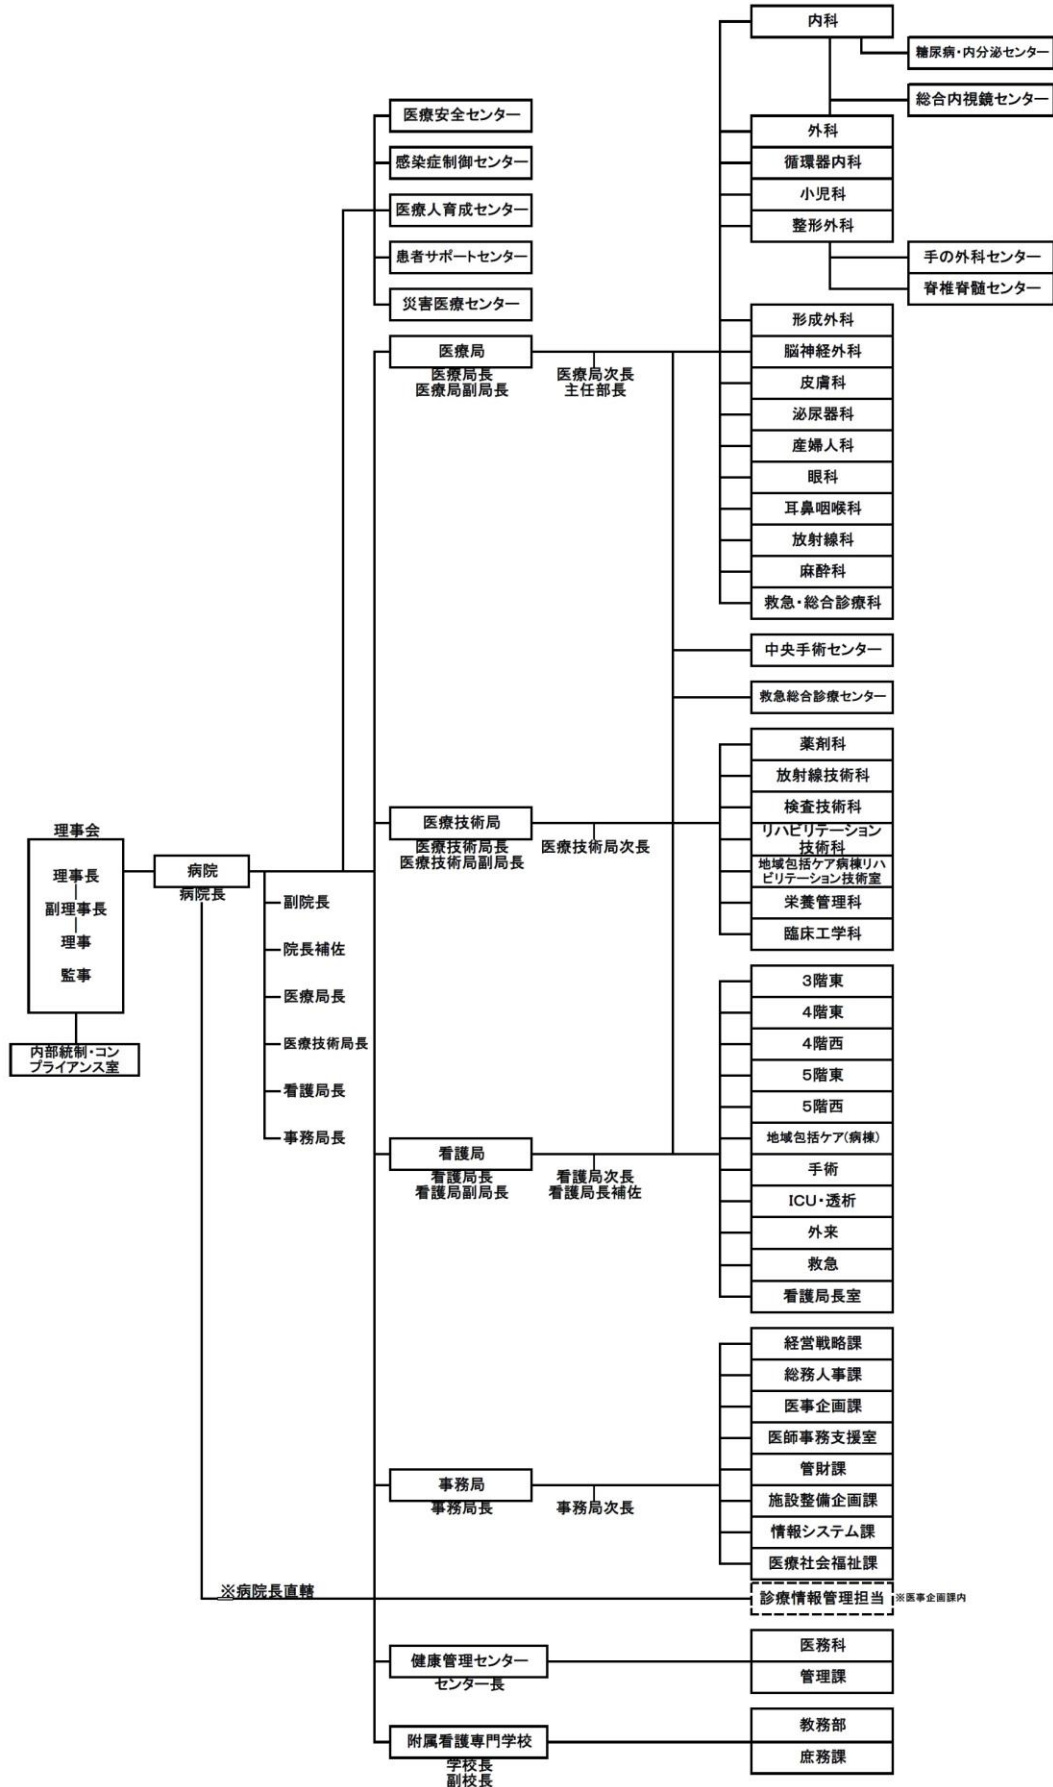 理事会
理事長
副理事長
理事
監事
内部統制・コン
プライアンス室
病院
病院長
副院長
院長補佐
医療局長
医療技術局長
看護局長
事務局長
※病院長直轄
医療安全センター
感染症制御センター
医療人育成センター
患者サポートセンター
災害医療センター
医療局
医療局長
医療局副局長
医療局次長
主任部長
内科
糖尿病・内分泌センター
総合内視鏡センター
外科
循環器内科
小児科
整形外科
手の外科センター
脊椎脊髄センター
形成外科
脳神経外科
皮膚科
泌尿器科
産婦人科
眼科
耳鼻咽喉科
放射線科
麻酔科
救急・総合診療科
中央手術センター
救急総合診療センター
医療技術局
医療技術局長
医療技術局副局長
医療技術局次長
薬剤科
放射線技術科
検査技術科
リハビリテーション
技術科
地域包括ケア病棟リハ
ビリテーション技術室
栄養管理科
臨床工学科
看護局
看護局長
看護局副局長
看護局次長
看護局長補佐
3階東
4階東
4階西
5階東
5階西
地域包括ケア(病棟)
手術
ICU・透析
外来
救急
看護局長室
事務局
事務局長
事務局次長
経営戦略課
総務人事課
医事企画課
医師事務支援室
管財課
施設整備企画課
情報システム課
医療社会福祉課
診療情報管理担当
※医事企画課内
健康管理センター
センター長
医務科
管理課
附属看護専門学校
学校長
副校長
教務部
庶務課